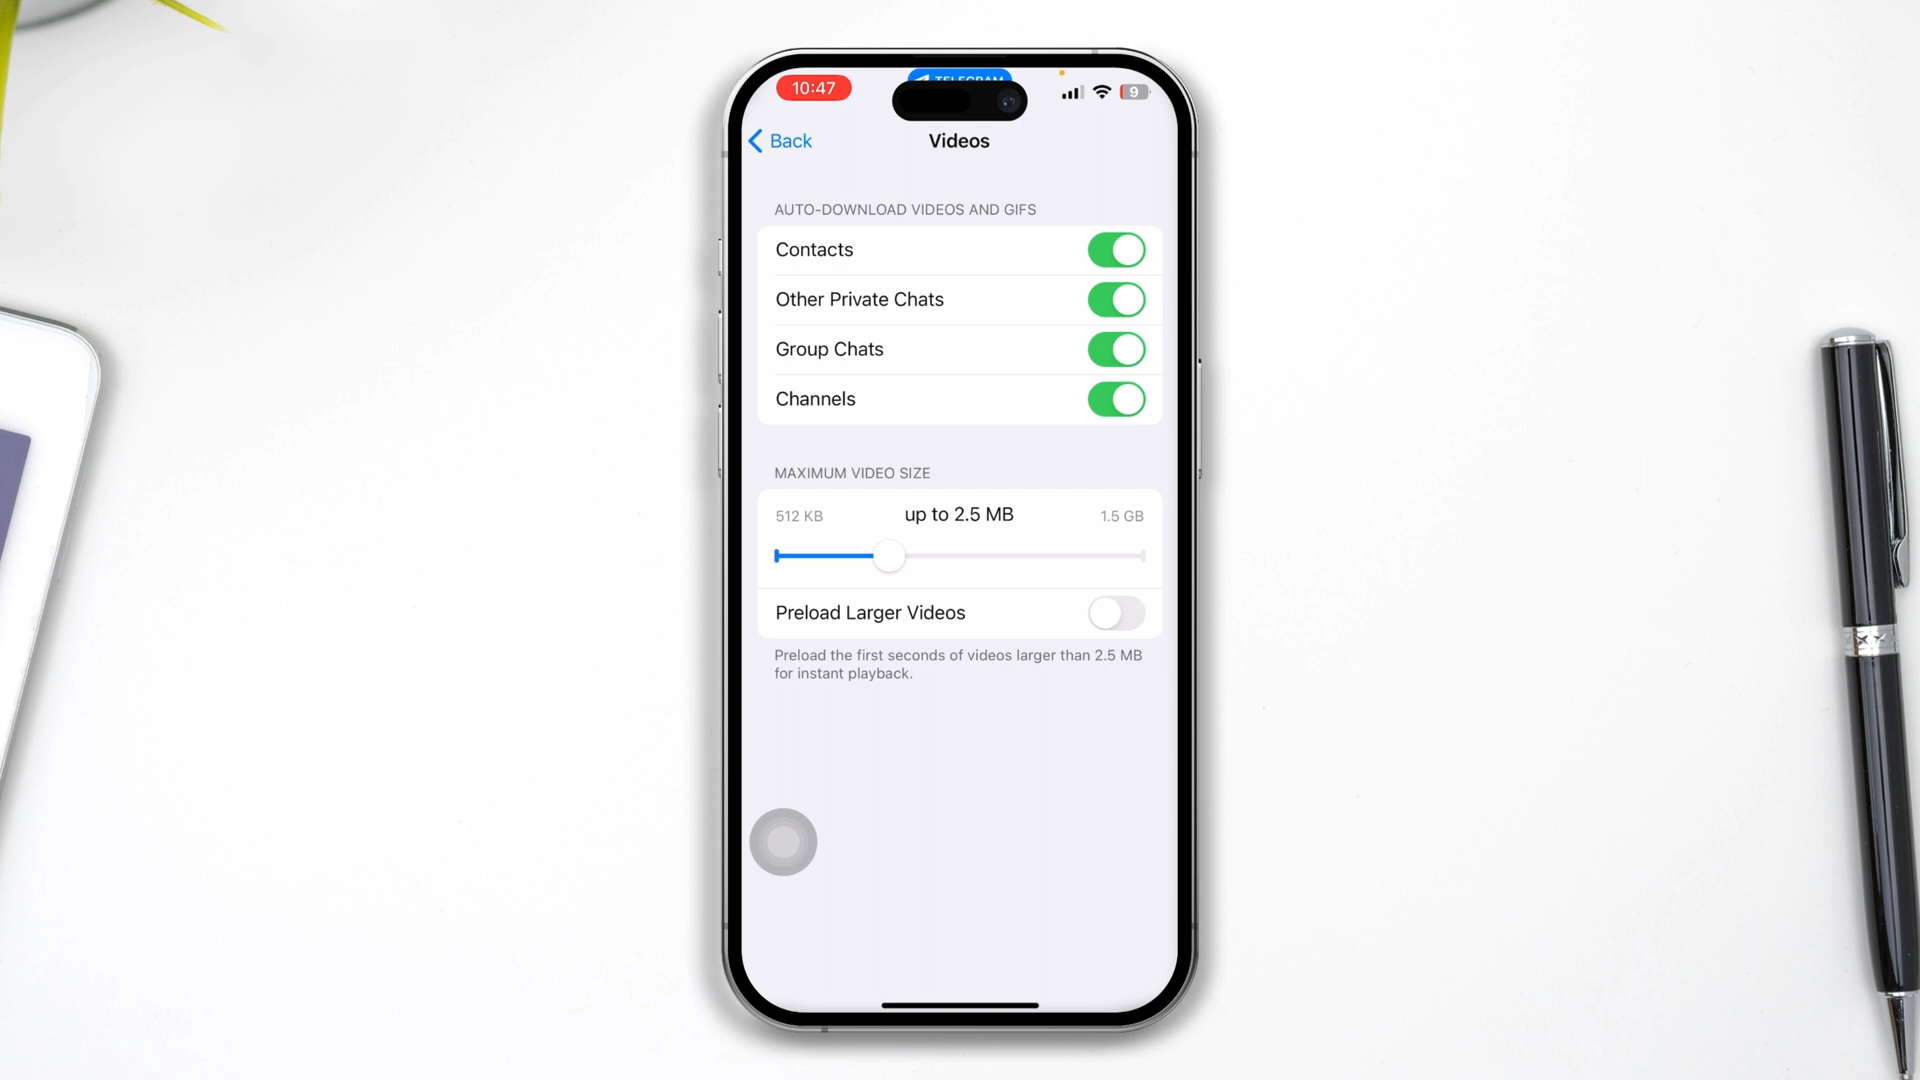 TELEGRAM
10:47
9
Back
Videos
AUTO-DOWNLOAD VIDEOS AND GIFS
Contacts
Other Private Chats
Group Chats
Channels
MAXIMUM VIDEO SIZE
512 KB
up to 2.5 MB
1.5 GB
Preload Larger Videos
Preload the first seconds of videos larger than 2.5 MB
for instant playback.